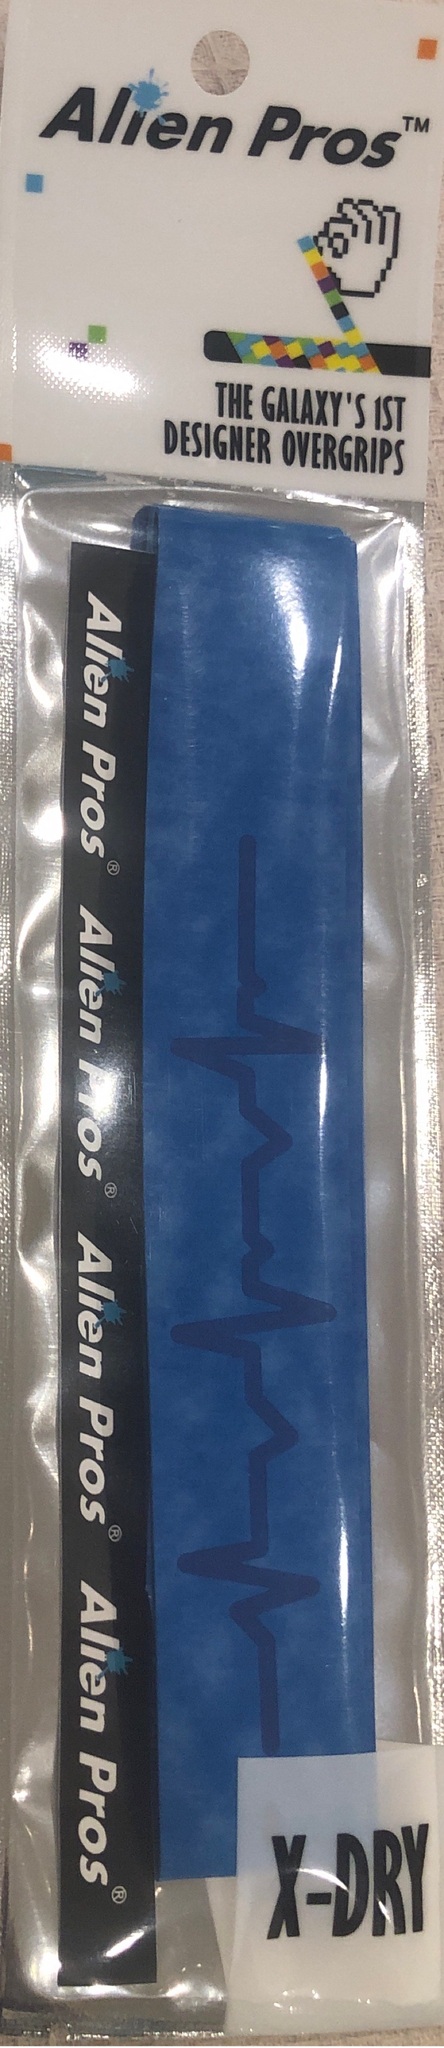 Alien Pros™
THE GALAXY'S 1ST
DESIGNER OVERGRIPS
Alien Pros®
Alien Pros®
Alien Pros®
Alien Pros®
X-DRY